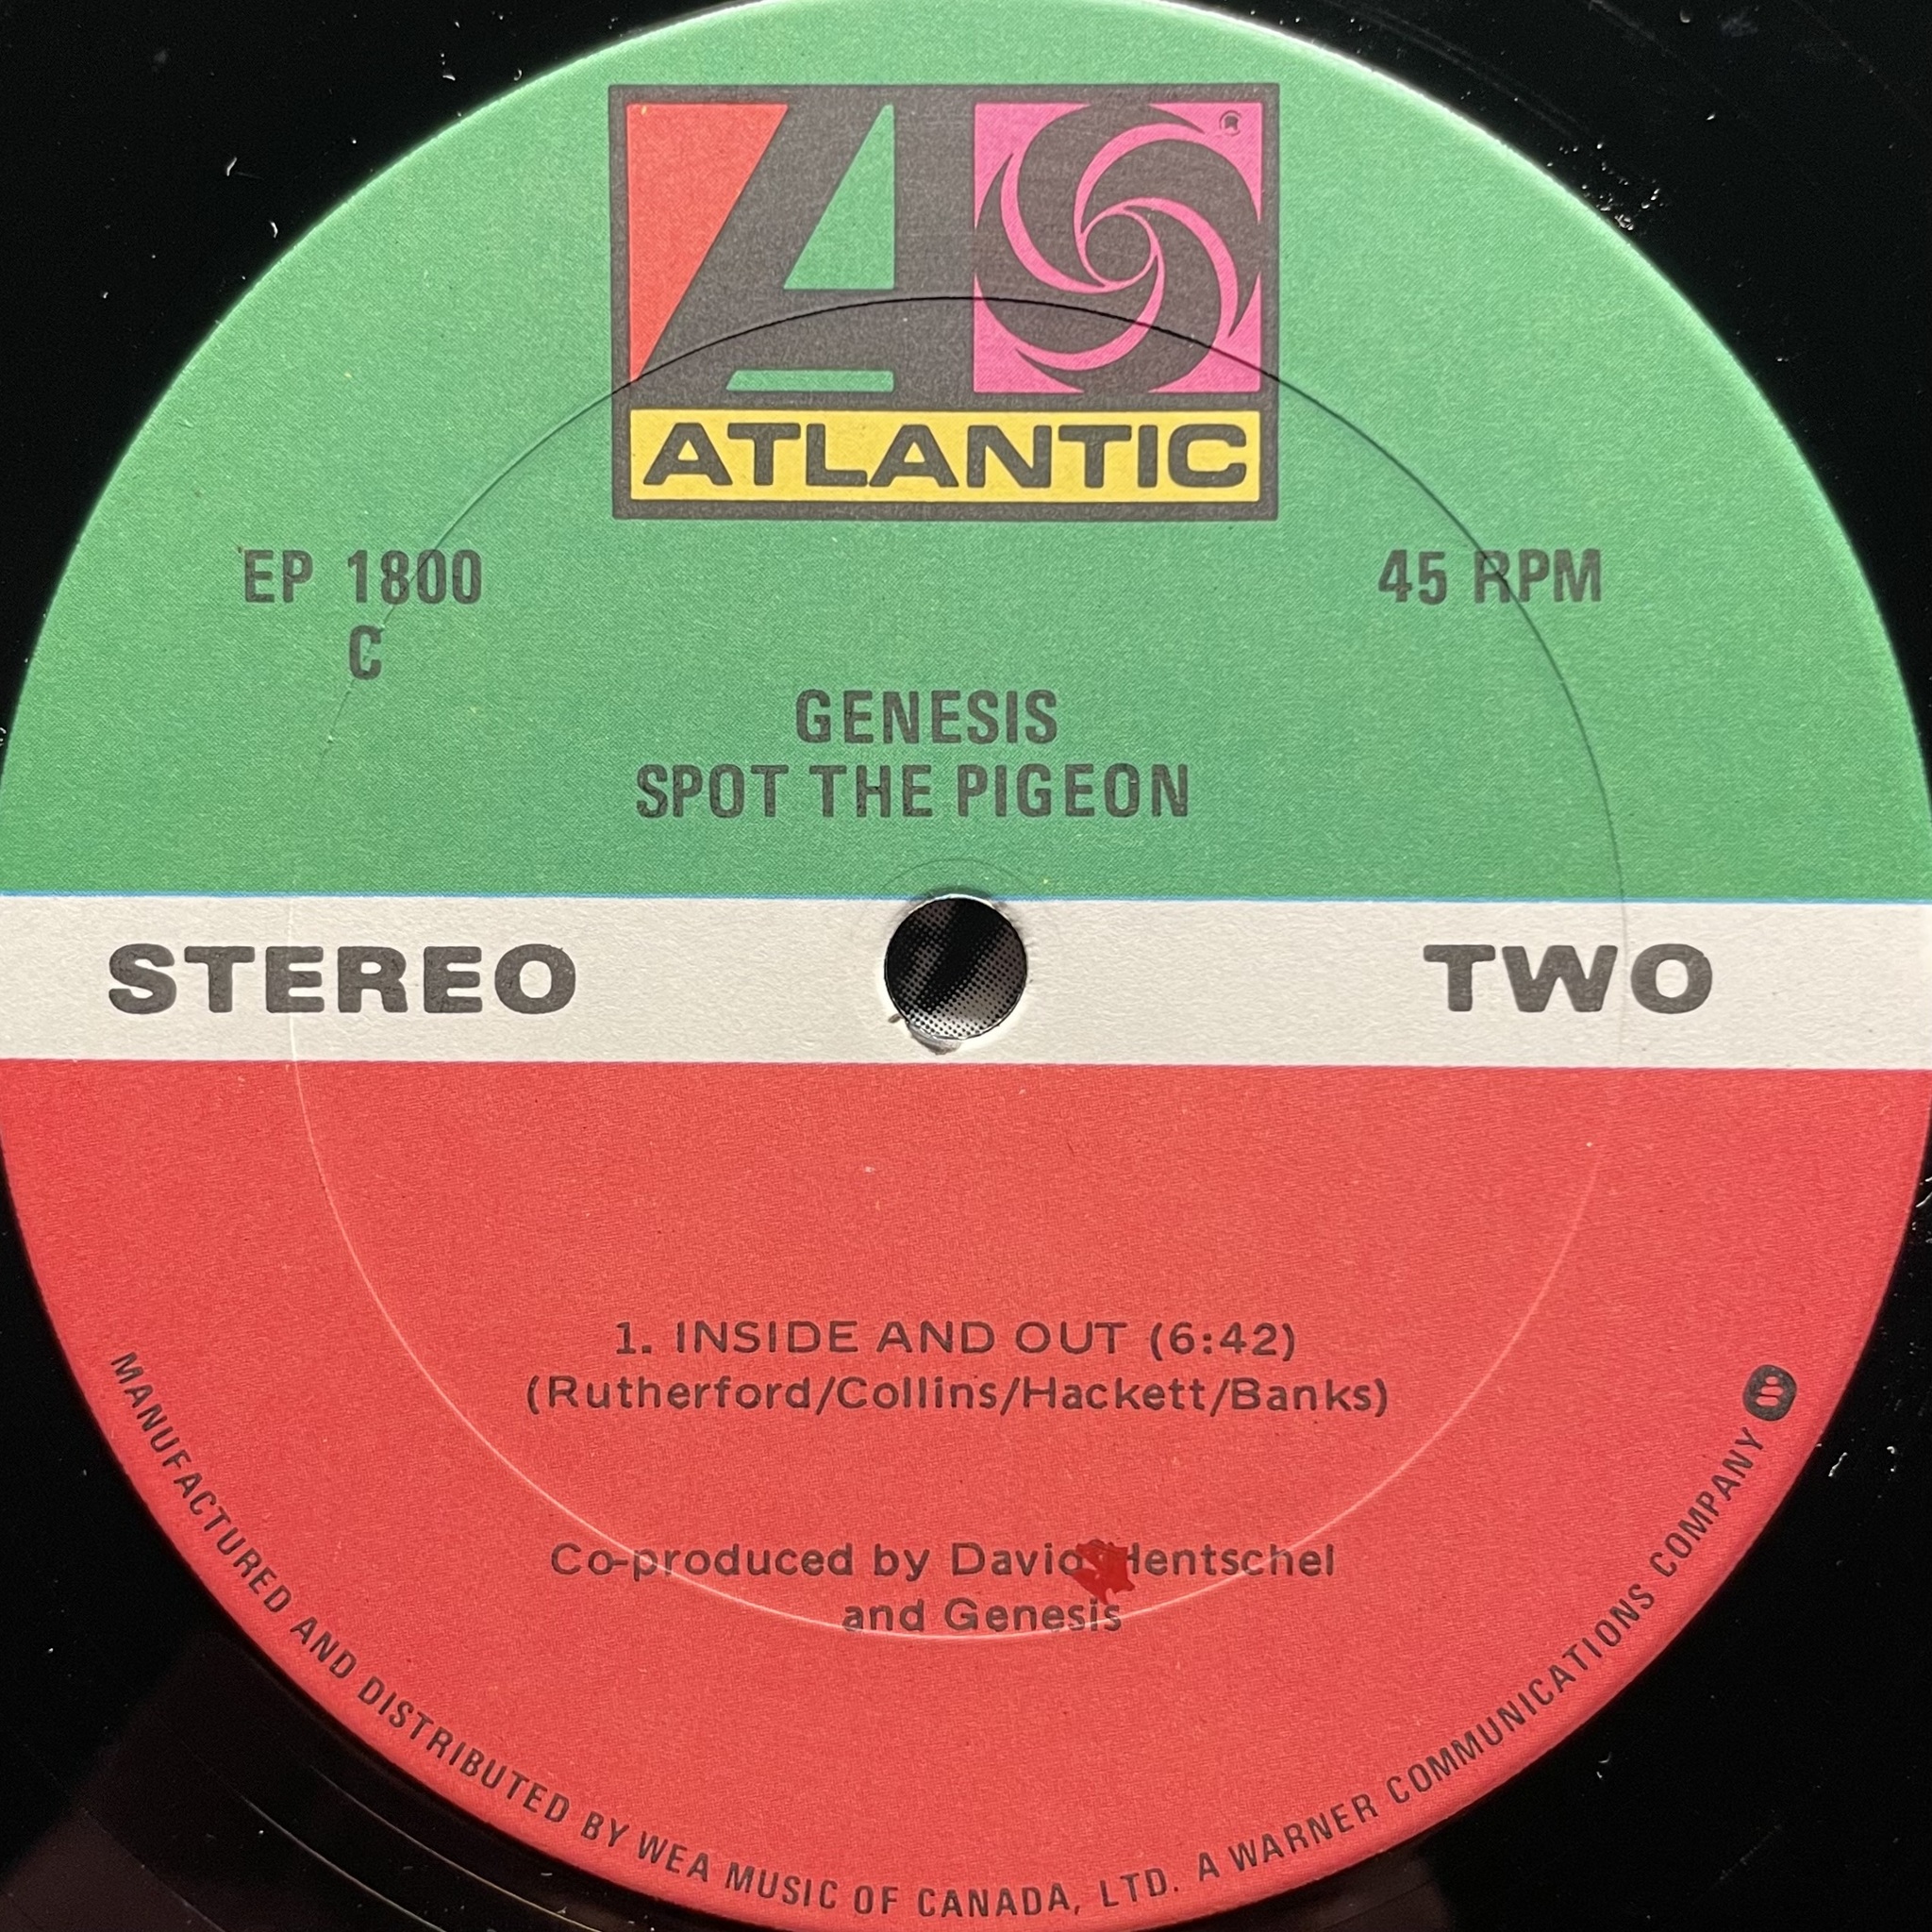 ATLANTIC
EP 1800
45 RPM
C
GENESIS
SPOT THE PIGEON
STEREO
TWO
1. INSIDE AND OUT (6:42)
(Rutherford/Collins/Hackett/Banks)
Co-produced by David Hentschel
and Genesis
MANUFACTURED AND DISTRIBUTED BY WEA MUSIC OF CANADA, LTD. A WARNER COMMUNICATIONS COMPANY